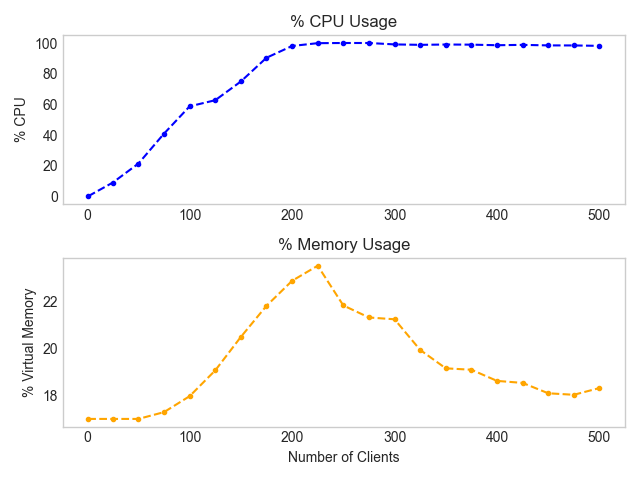 % CPU Usage
% CPU
100
80
60
40
20
0
0 100 200 300 400 500
% Memory Usage
% Virtual Memory
22
20
18
0 100 200 300 400 500
Number of Clients